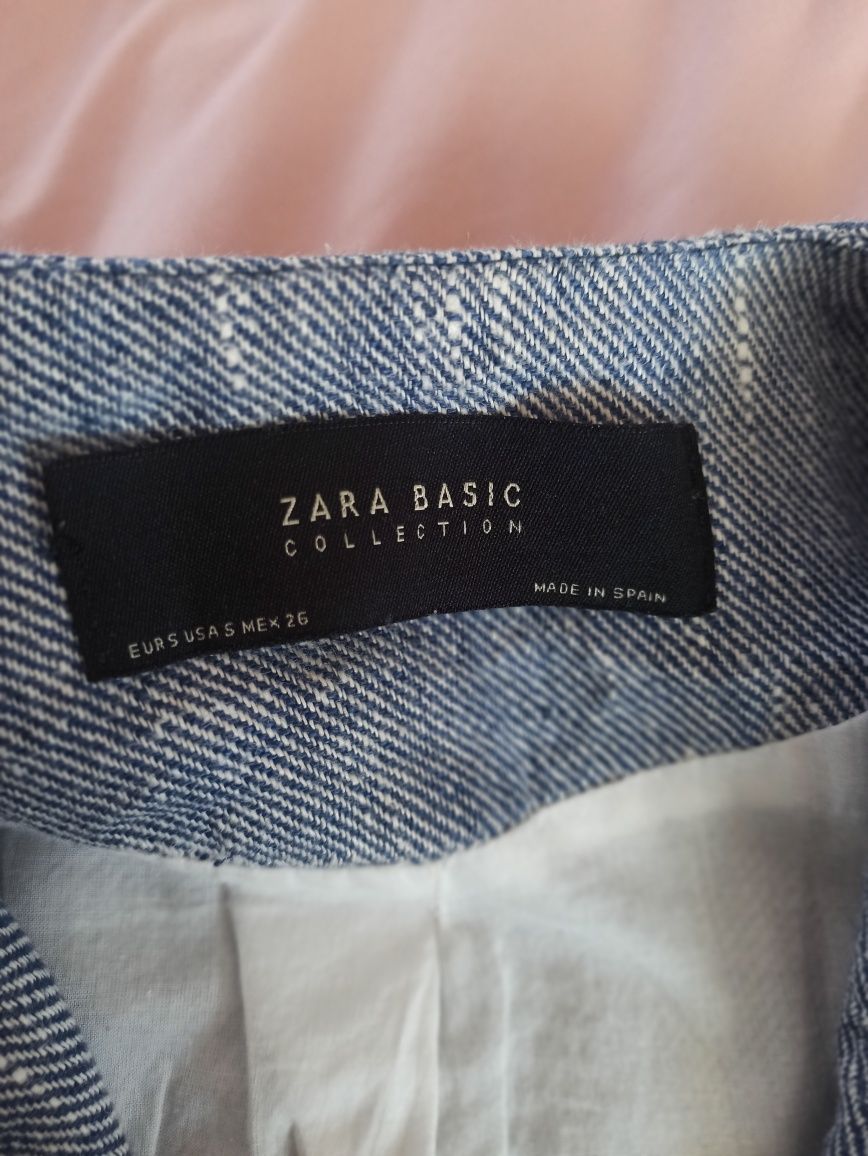 ZARA BASIC
COLLECTION
MADE IN SPAIN
EUR S USA S MEX 26